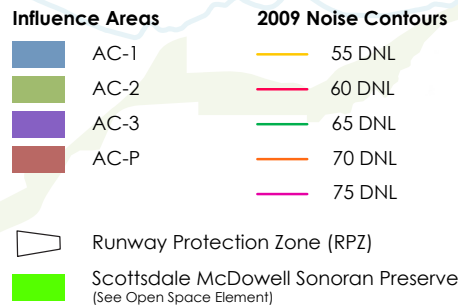 Influence Areas
AC-1
AC-2
AC-3
AC-P
2009 Noise Contours
55 DNL
60 DNL
65 DNL
70 DNL
75 DNL
Runway Protection Zone (RPZ)
Scottsdale McDowell Sonoran Preserve
(See Open Space Element)